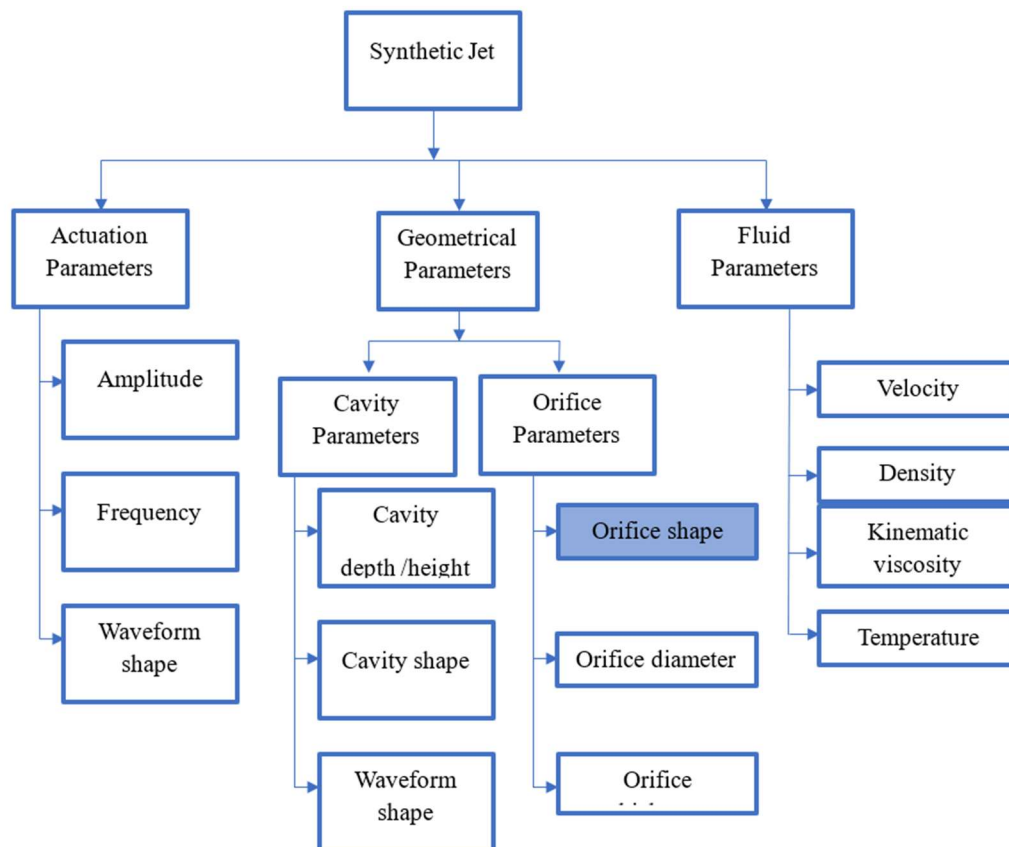 Synthetic Jet
Actuation
Parameters
Geometrical
Parameters
Fluid
Parameters
Amplitude
Frequency
Waveform
shape
Cavity
Parameters
Orifice
Parameters
Cavity
depth /height
Cavity shape
Waveform
shape
Orifice shape
Orifice diameter
Orifice
Velocity
Density
Kinematic
viscosity
Temperature